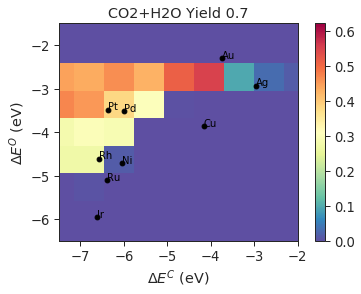 CO2+H2O Yield 0.7
ΔE^O (eV)
−2
−3
−4
−5
−6
Au
Ag
Pt
Pd
Cu
Rh
Ni
Ru
Ir
−7
−6
−5
−4
−3
−2
ΔE^C (eV)
0.6
0.5
0.4
0.3
0.2
0.1
0.0